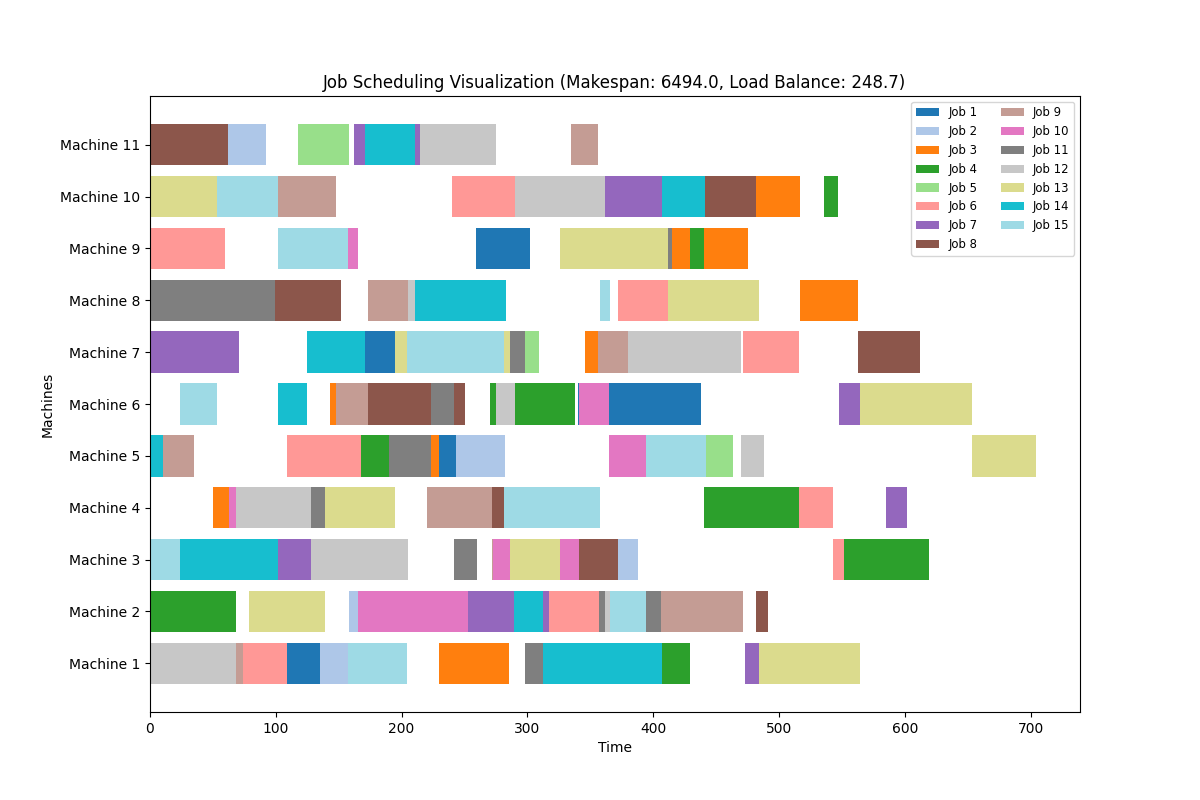 Job Scheduling Visualization (Makespan: 6494.0, Load Balance: 248.7)
Machines
Machine 11
Machine 10
Machine 9
Machine 8
Machine 7
Machine 6
Machine 5
Machine 4
Machine 3
Machine 2
Machine 1
Job 1
Job 2
Job 3
Job 4
Job 5
Job 6
Job 7
Job 8
Job 9
Job 10
Job 11
Job 12
Job 13
Job 14
Job 15
0 100 200 300 400 500 600 700
Time